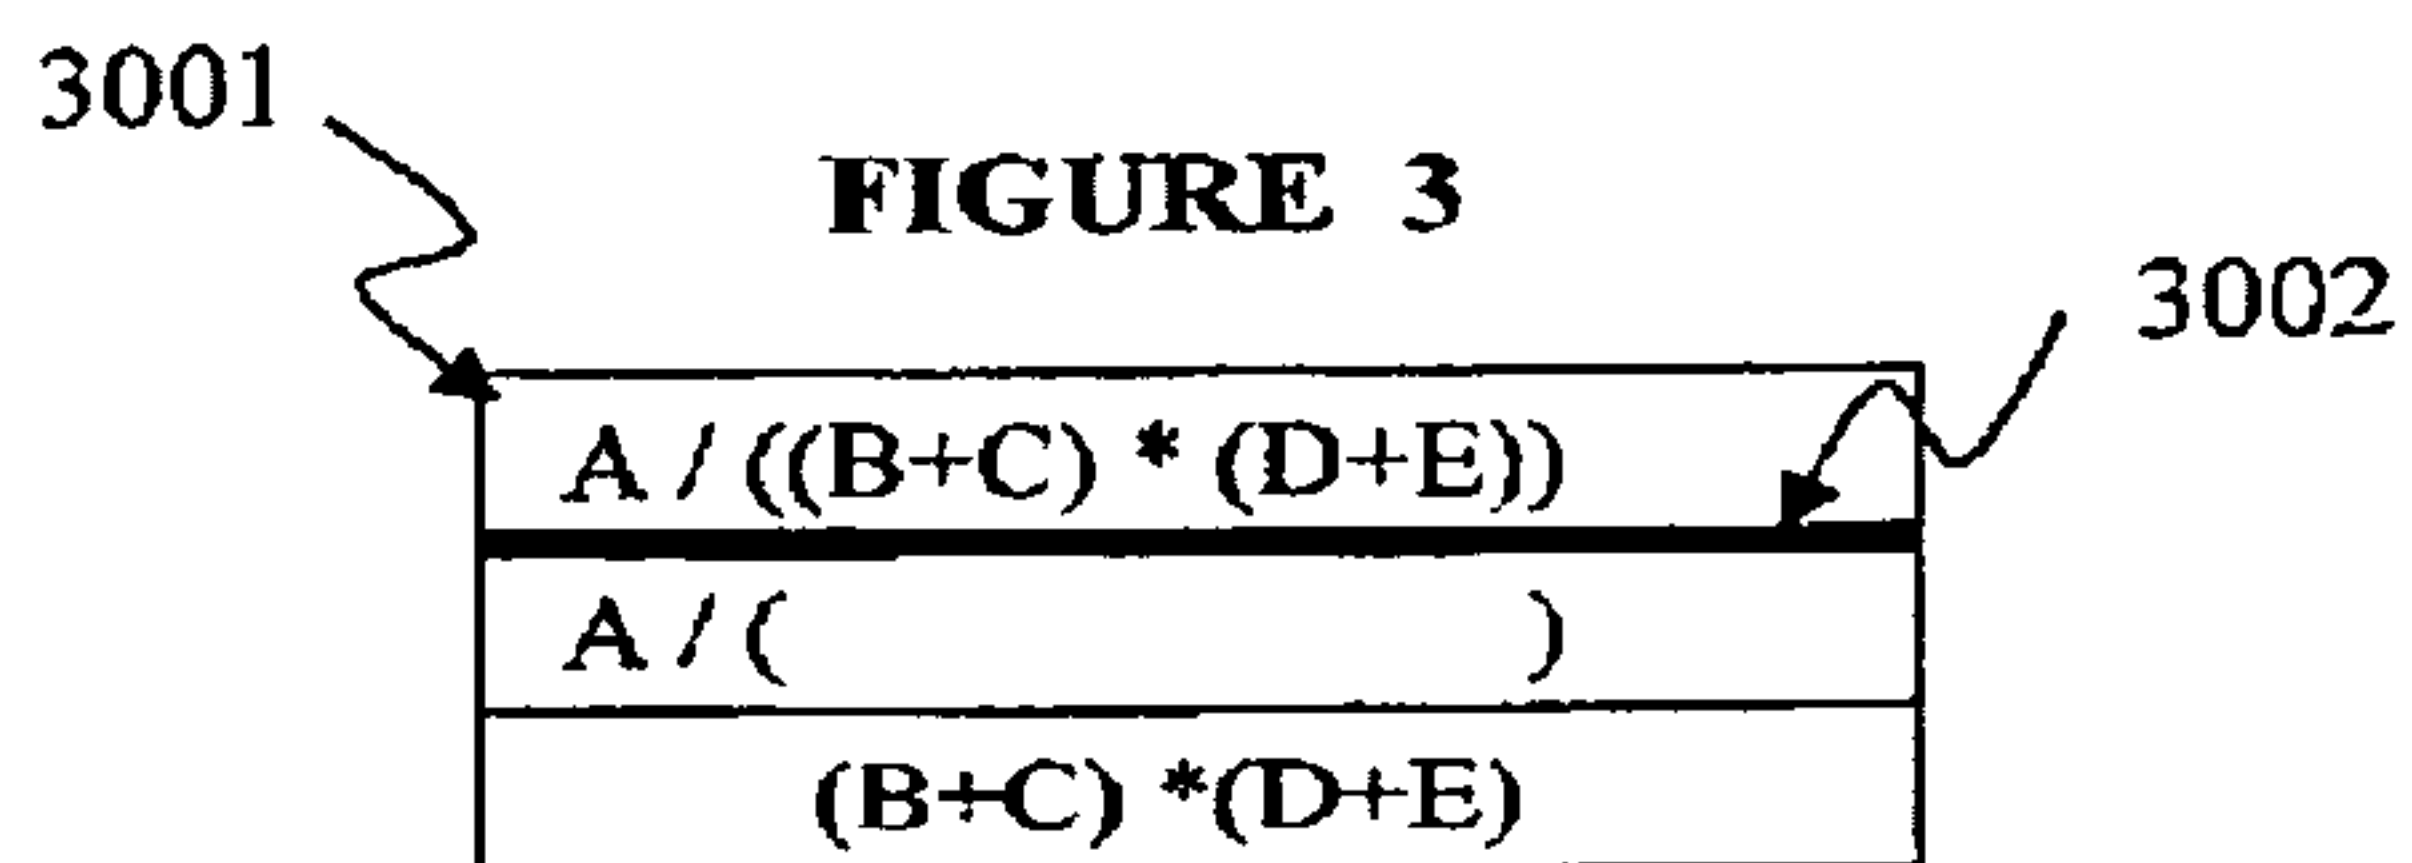 3001
FIGURE 3
3002
A / ((B+C) * (D+E))
A / ( )
(B+C) *(D+E)